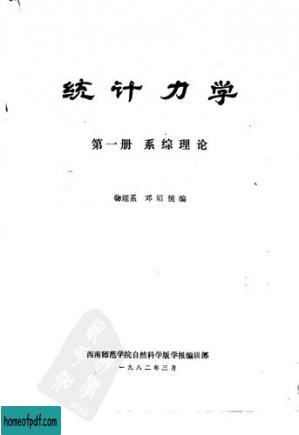 统计力学
第一册 系综理论
物理系 邓昭镜编
西南师范学院自然科学版学报编辑部
一九八二年三月
homeofpdf.com